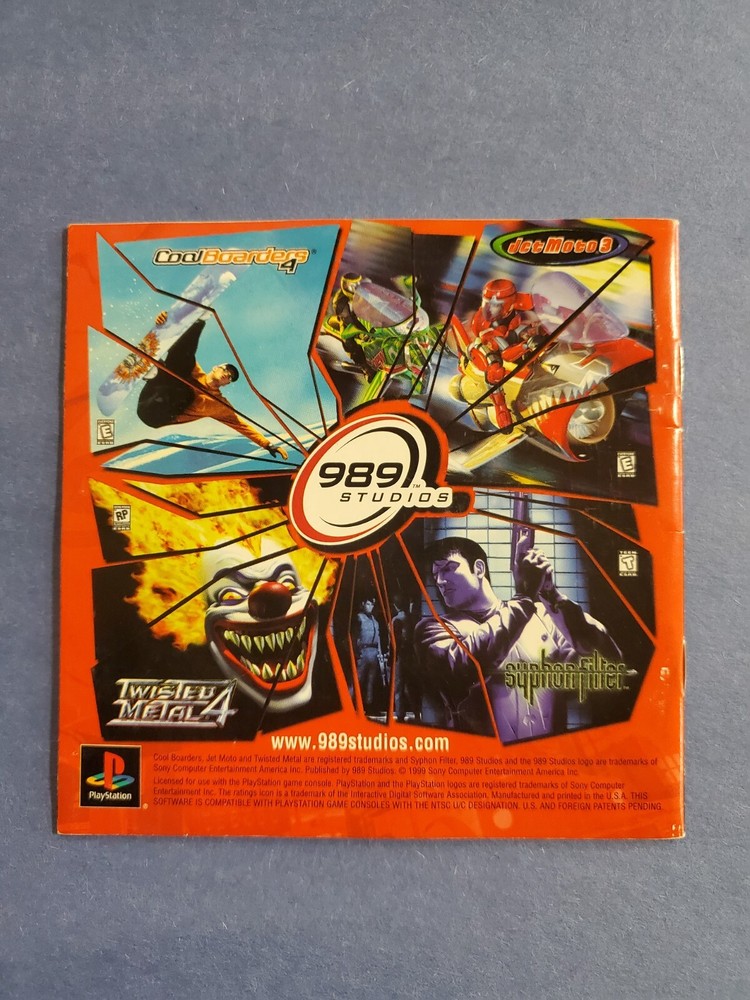 CoolBoarders®
4
Jet Moto 3
E
E
989™
STUDIOS
RP
TEEN
T
TWISTED
METAL 4
syphon filter™
www.989studios.com
Cool Boarders, Jet Moto and Twisted Metal are registered trademarks and Syphon Filter, 989 Studios and the 989 Studios logo are trademarks of
Sony Computer Entertainment America Inc. Published by 989 Studios. © 1999 Sony Computer Entertainment America Inc.
Licensed for use with the PlayStation game console. PlayStation and the PlayStation logos are registered trademarks of Sony Computer
Entertainment Inc. The ratings icon is a trademark of the Interactive Digital Software Association. Manufactured and printed in the U.S.A. THIS
SOFTWARE IS COMPATIBLE WITH PLAYSTATION GAME CONSOLES WITH THE NTSC U/C DESIGNATION. U.S. AND FOREIGN PATENTS PENDING.
PlayStation®